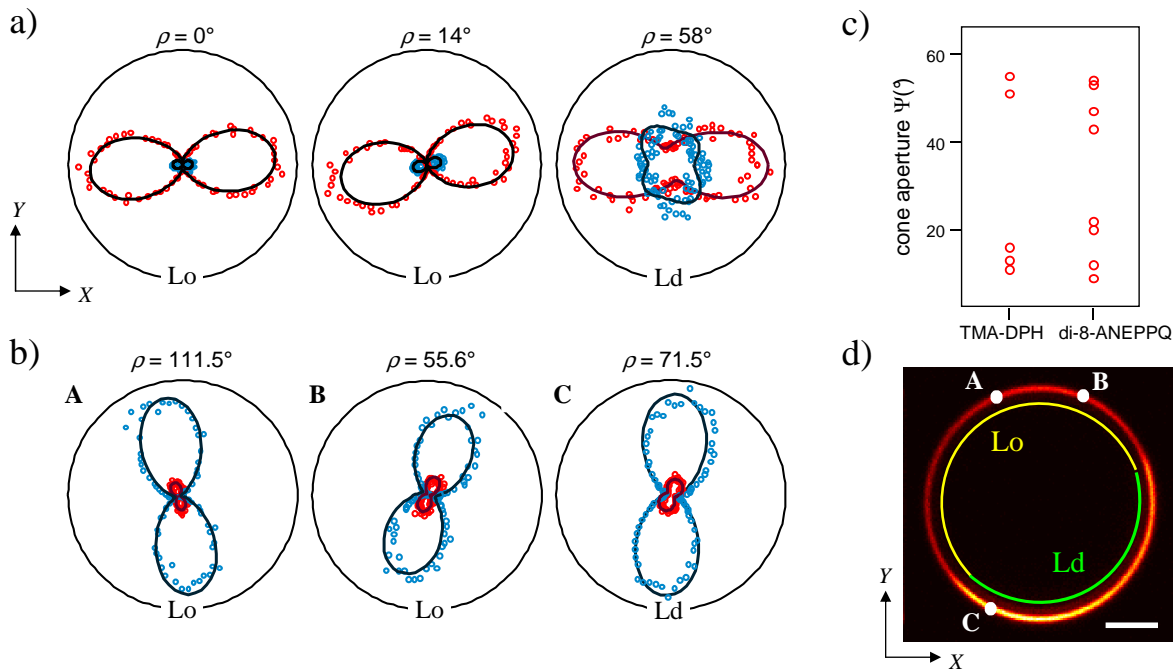 a)
ρ = 0°
ρ = 14°
ρ = 58°
Y
X
Lo
Lo
Ld
b)
ρ = 111.5°
ρ = 55.6°
ρ = 71.5°
A
B
C
Lo
Lo
Ld
c)
cone aperture Ψ(°)
60
40
20
TMA-DPH
di-8-ANEPPQ
d)
A
B
Lo
Ld
C
Y
X